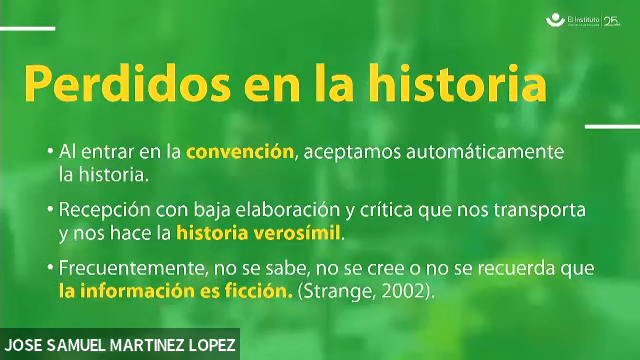 El Instituto
25
Perdidos en la historia
• Al entrar en la convención, aceptamos automáticamente
la historia.
• Recepción con baja elaboración y crítica que nos transporta
y nos hace la historia verosímil.
• Frecuentemente, no se sabe, no se cree o no se recuerda que
la información es ficción. (Strange, 2002).
JOSE SAMUEL MARTINEZ LOPEZ